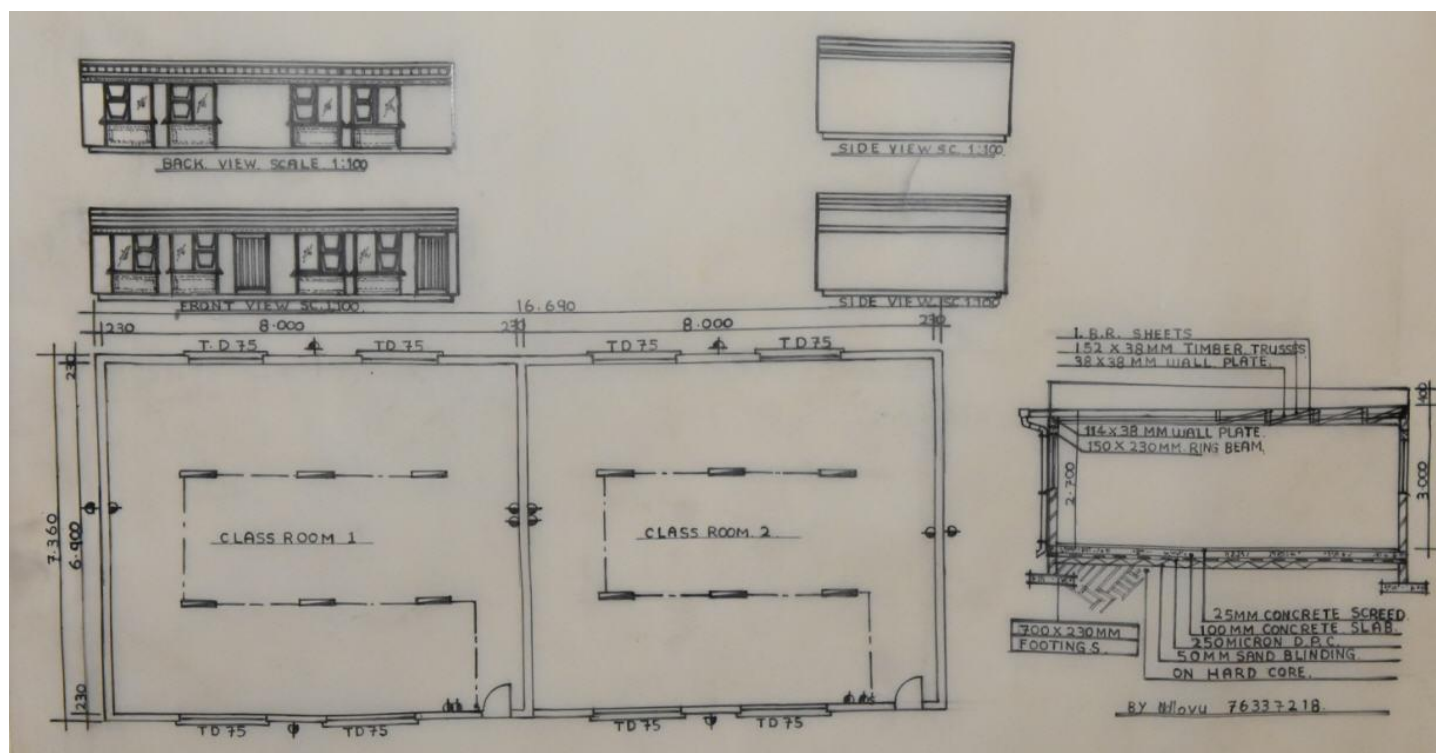 BACK. VIEW. SCALE 1:100
SIDE VIEW SC. 1:100
FRONT VIEW SC. 1:100.
SIDE VIEW SC. 1:100
16.690
230
8.000
230
8.000
230
T.D 75
TD 75
TD 75
TD 75
230
7.360
6.900
230
CLASS ROOM 1
CLASS ROOM 2
TD 75
TD 75
TD 75
TD 75
I.B.R. SHEETS
152 X 38MM TIMBER TRUSSES
38 X 38 MM WALL PLATE.
400
114 X 38 MM WALL PLATE.
150 X 230MM RING BEAM.
2.700
3.000
700 X 230MM
FOOTINGS.
25MM CONCRETE SCREED.
100MM CONCRETE SLAB.
250MICRON D.P.C.
50MM SAND BLINDING.
ON HARD CORE.
BY 76337218.